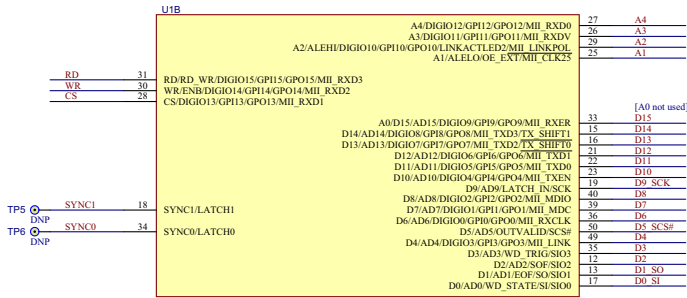 U1B
A4/DIGIO12/GPI12/GPO12/MII_RXD0 27 A4
A3/DIGIO11/GPI11/GPO11/MII_RXDV 26 A3
A2/ALEHI/DIGIO10/GPI10/GPO10/LINKACTLED2/MII_LINKPOL 29 A2
A1/ALELO/OE_EXT/MII_CLK25 25 A1
RD 31 RD/RD_WR/DIGIO15/GPI15/GPO15/MII_RXD3
WR 30 WR/ENB/DIGIO14/GPI14/GPO14/MII_RXD2
CS 28 CS/DIGIO13/GPI13/GPO13/MII_RXD1
[A0 not used]
A0/D15/AD15/DIGIO9/GPI9/GPO9/MII_RXER 33 D15
D14/AD14/DIGIO8/GPI8/GPO8/MII_TXD3/TX_SHIFT1 15 D14
D13/AD13/DIGIO7/GPI7/GPO7/MII_TXD2/TX_SHIFT0 16 D13
D12/AD12/DIGIO6/GPI6/GPO6/MII_TXD1 21 D12
D11/AD11/DIGIO5/GPI5/GPO5/MII_TXD0 22 D11
D10/AD10/DIGIO4/GPI4/GPO4/MII_TXEN 23 D10
D9/AD9/LATCH_IN/SCK 19 D9_SCK
D8/AD8/DIGIO2/GPI2/GPO2/MII_MDIO 40 D8
TP5 SYNC1 18 SYNC1/LATCH1 D7/AD7/DIGIO1/GPI1/GPO1/MII_MDC 39 D7
DNP D6/AD6/DIGIO0/GPI0/GPO0/MII_RXCLK 36 D6
TP6 SYNC0 34 SYNC0/LATCH0 D5/AD5/OUTVALID/SCS# 50 D5_SCS#
DNP D4/AD4/DIGIO3/GPI3/GPO3/MII_LINK 49 D4
D3/AD3/WD_TRIG/SIO3 35 D3
D2/AD2/SOF/SIO2 12 D2
D1/AD1/EOF/SO/SIO1 13 D1_SO
D0/AD0/WD_STATE/SI/SIO0 17 D0_SI